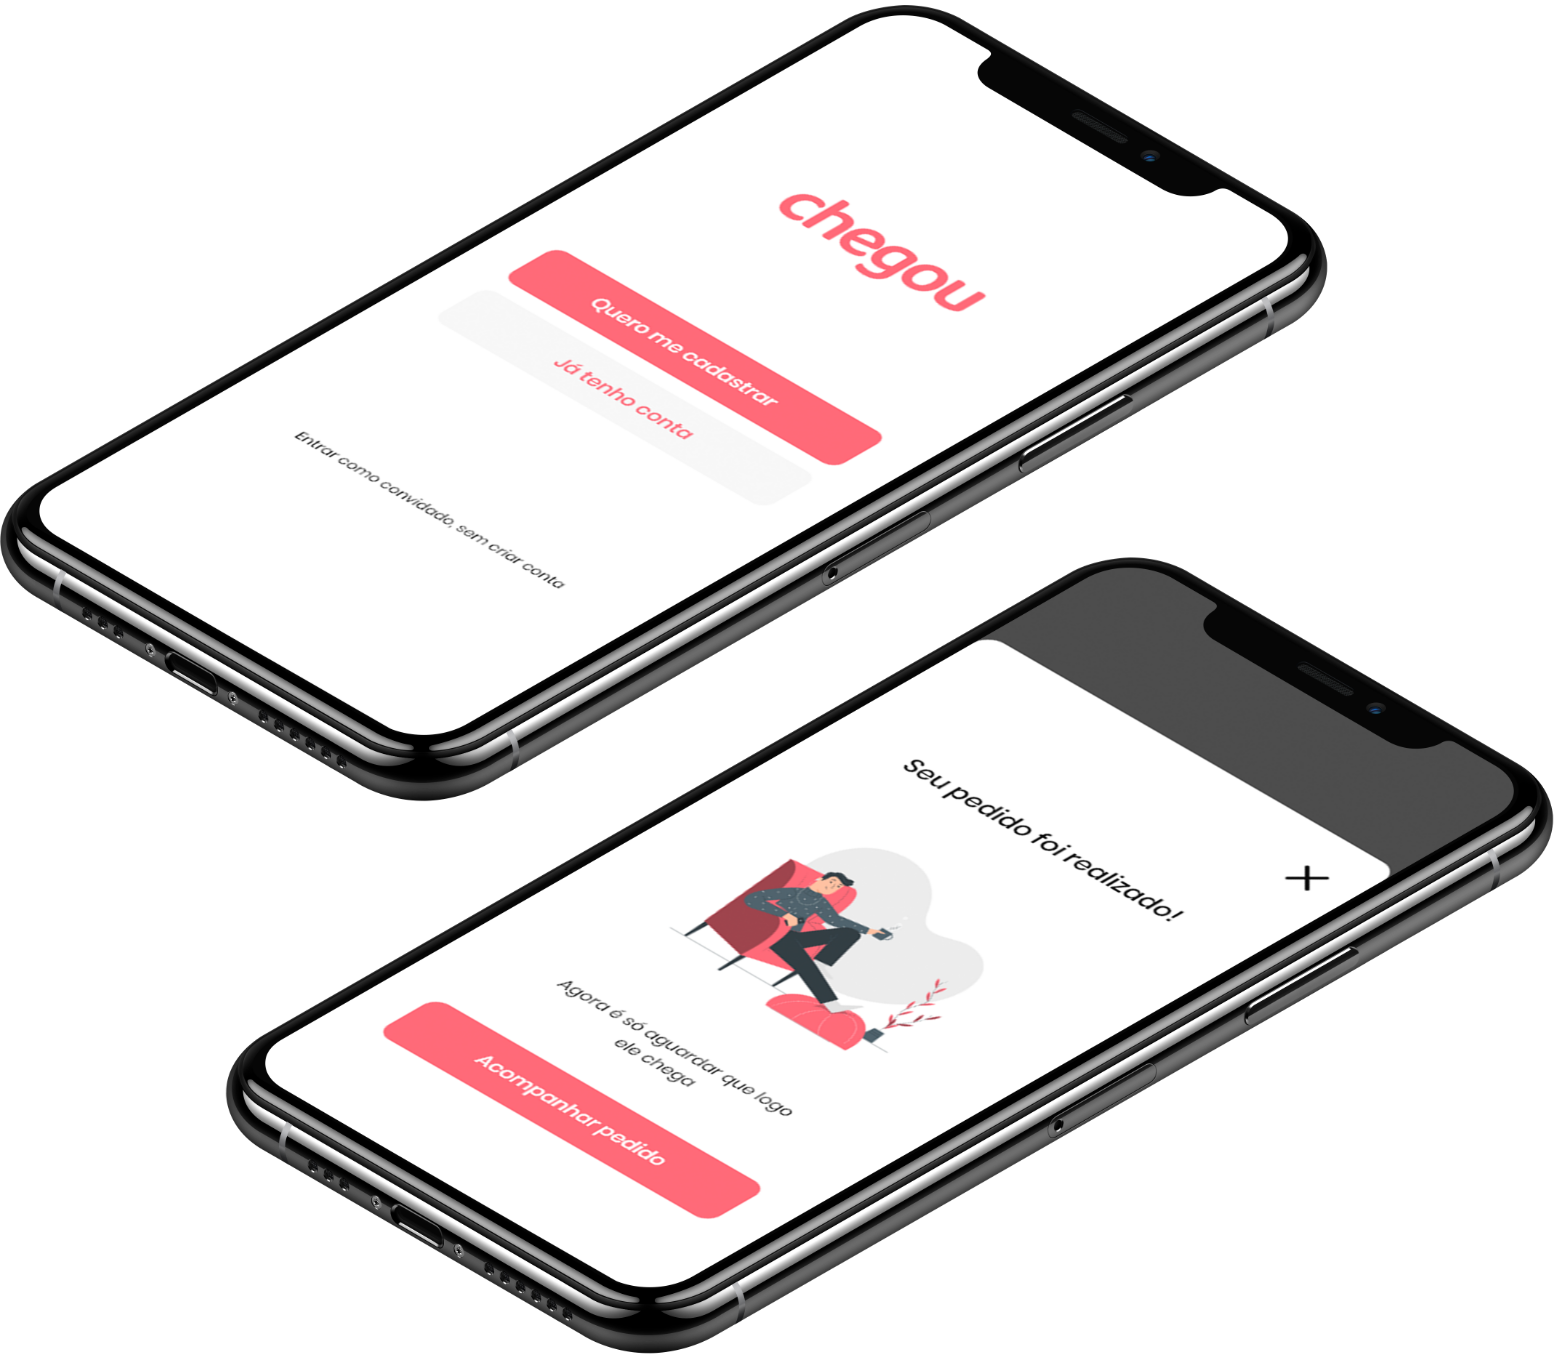 chegou
Quero me cadastrar
Já tenho conta
Entrar como convidado, sem criar conta
Seu pedido foi realizado!
Agora é só aguardar que logo
ele chega
Acompanhar pedido